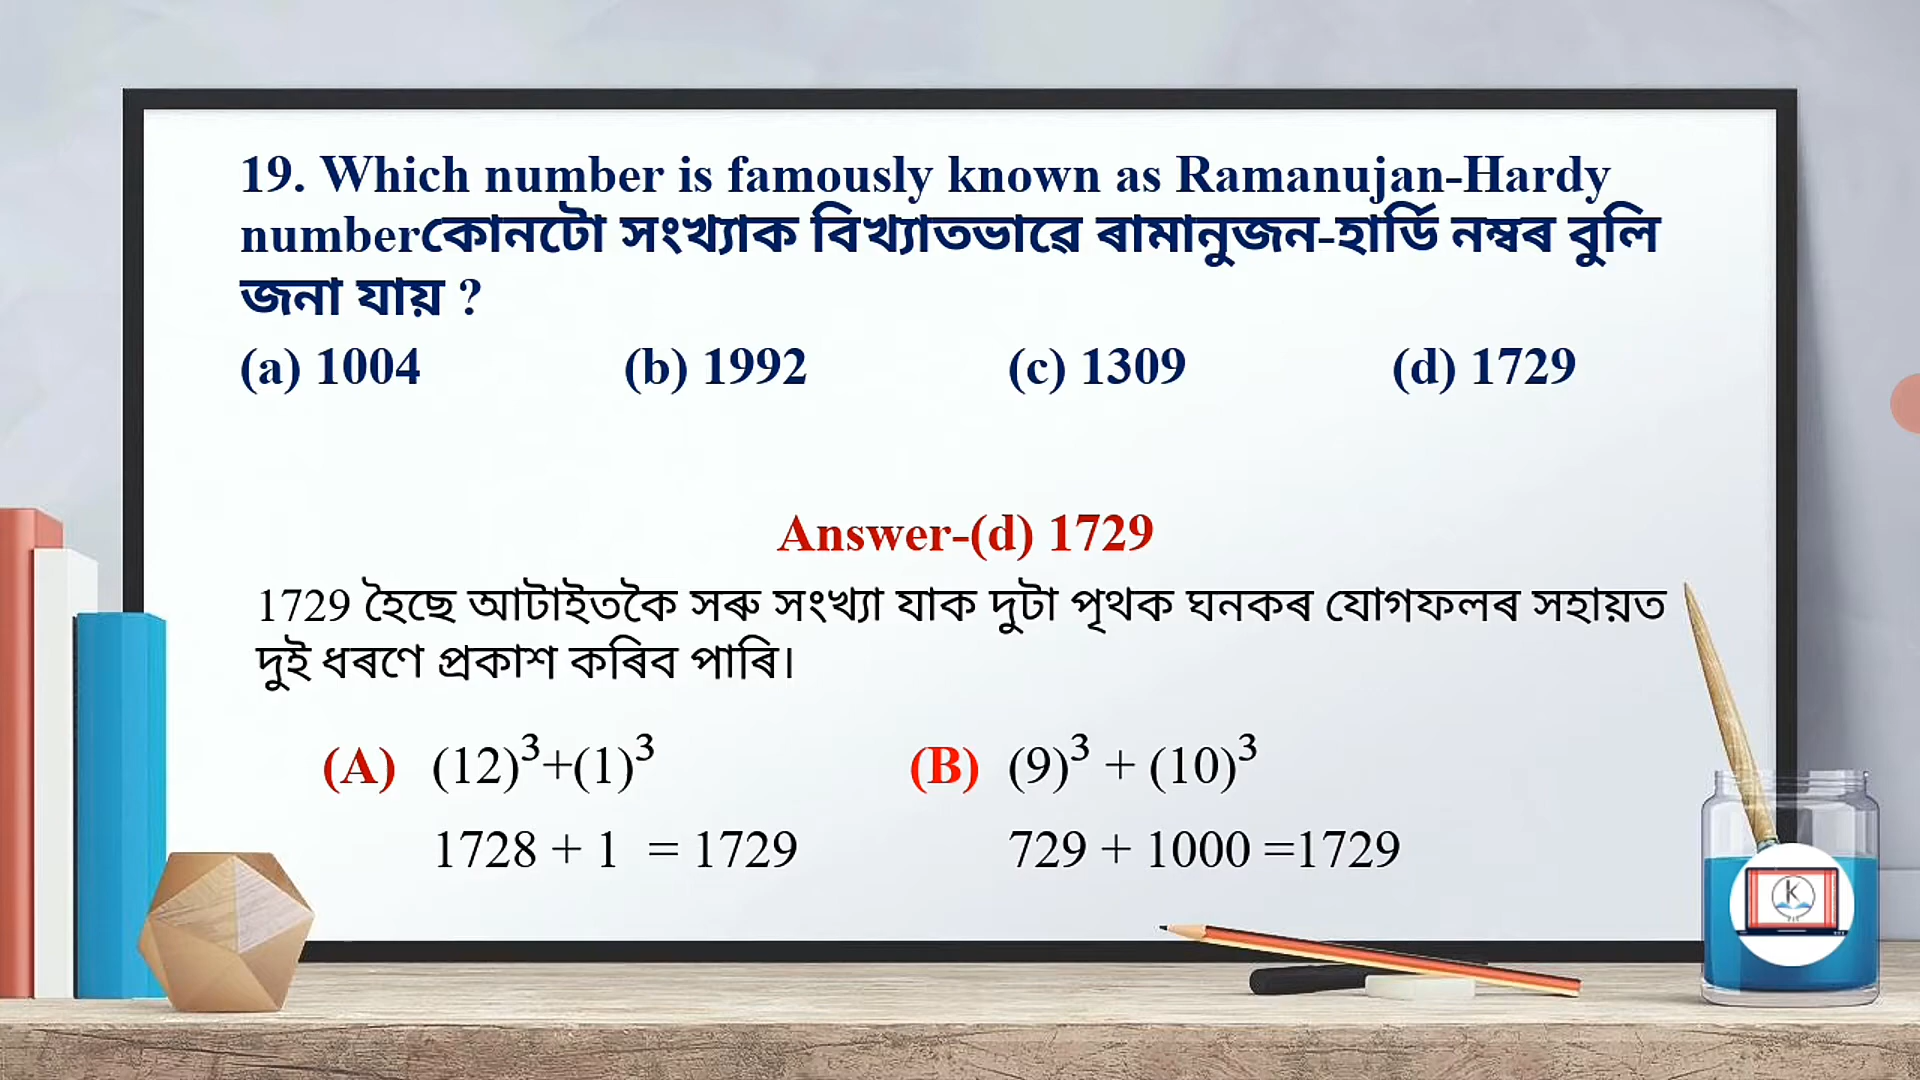 19. Which number is famously known as Ramanujan-Hardy
numberকোনটো সংখ্যাক বিখ্যাতভাৱে ৰামানুজন-হাৰ্ডি নম্বৰ বুলি
জনা যায় ?
(a) 1004 (b) 1992 (c) 1309 (d) 1729
Answer-(d) 1729
1729 হৈছে আটাইতকৈ সৰু সংখ্যা যাক দুটা পৃথক ঘনকৰ যোগফলৰ সহায়ত
দুই ধৰণে প্ৰকাশ কৰিব পাৰি।
(A) (12)³+(1)³ (B) (9)³ + (10)³
1728 + 1 = 1729 729 + 1000 =1729
K